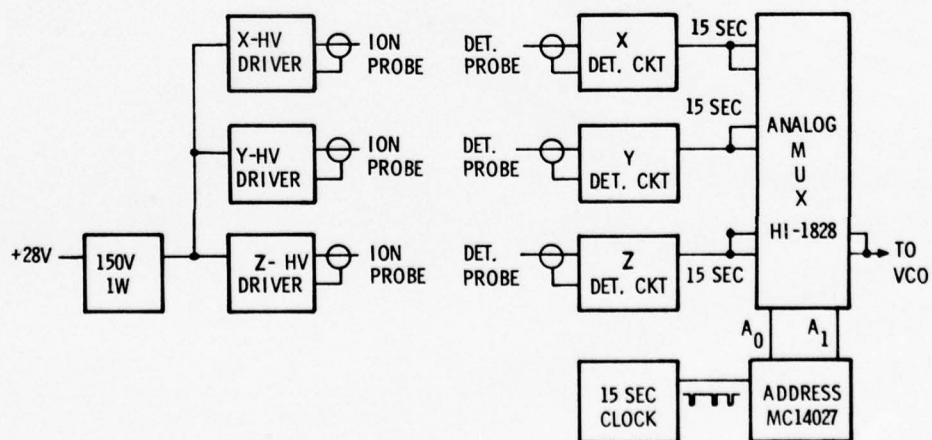 X-HV
DRIVER
ION
PROBE
DET.
PROBE
X
DET. CKT
15 SEC
Y-HV
DRIVER
ION
PROBE
DET.
PROBE
Y
DET. CKT
15 SEC
ANALOG
M
U
X
HI-1828
+28V
150V
1W
Z- HV
DRIVER
ION
PROBE
DET.
PROBE
Z
DET. CKT
15 SEC
TO
VCO
A0
A1
15 SEC
CLOCK
ADDRESS
MC14027